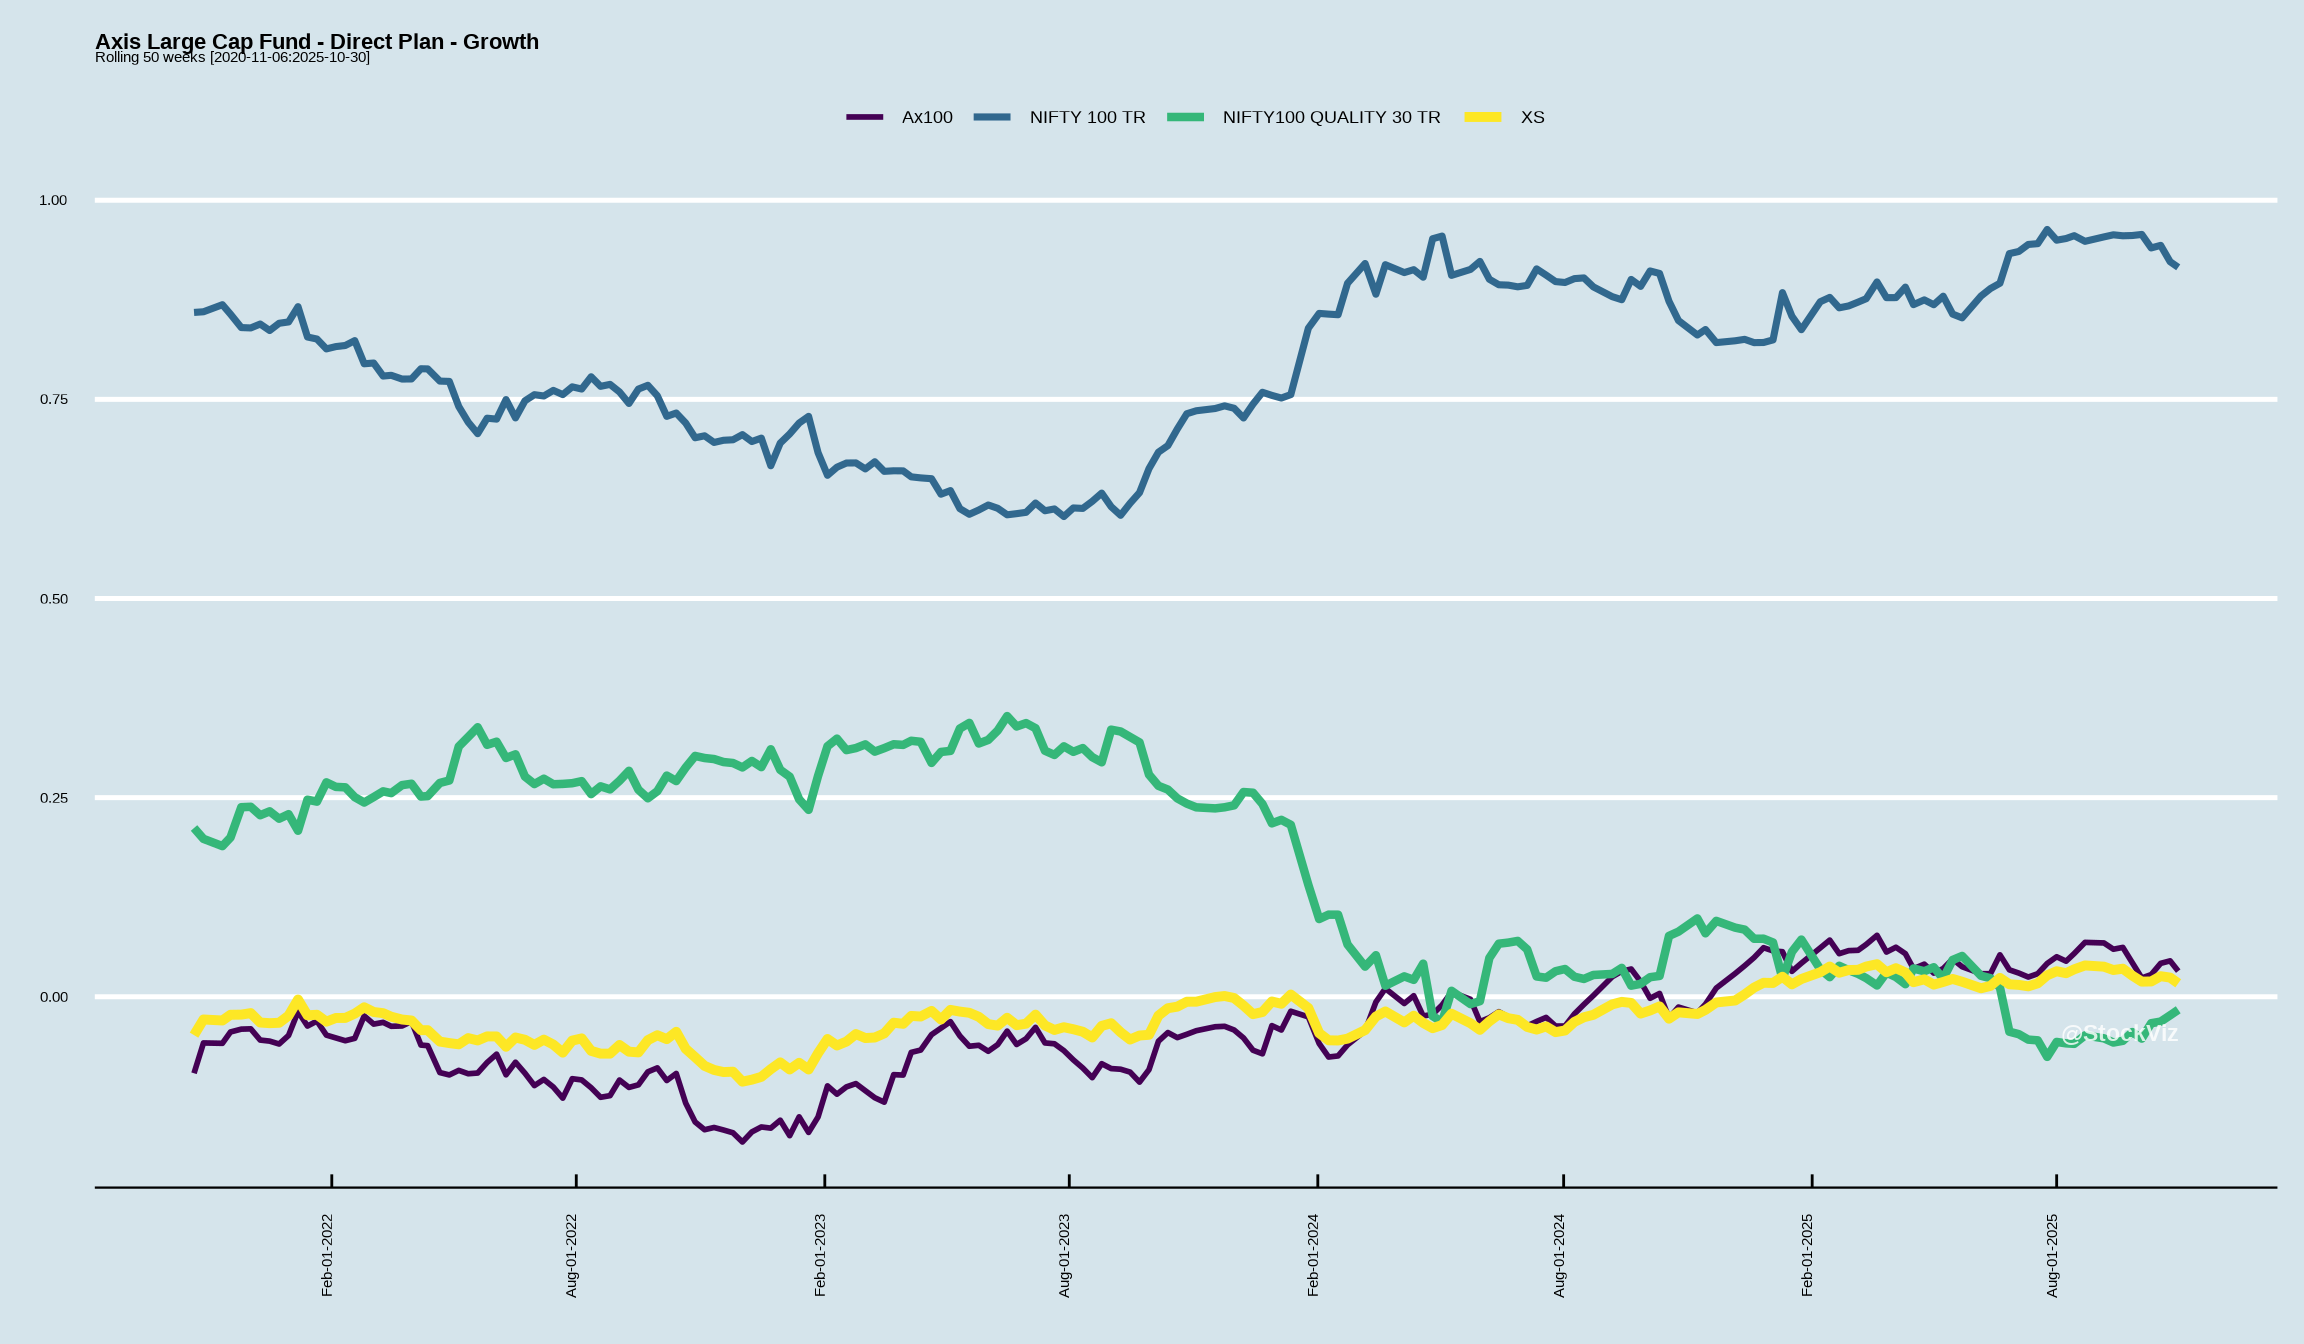 Axis Large Cap Fund - Direct Plan - Growth
Rolling 50 weeks [2020-11-06:2025-10-30]
Ax100 NIFTY 100 TR NIFTY100 QUALITY 30 TR XS
1.00
0.75
0.50
0.25
0.00
@StockViz
Feb-01-2022 Aug-01-2022 Feb-01-2023 Aug-01-2023 Feb-01-2024 Aug-01-2024 Feb-01-2025 Aug-01-2025